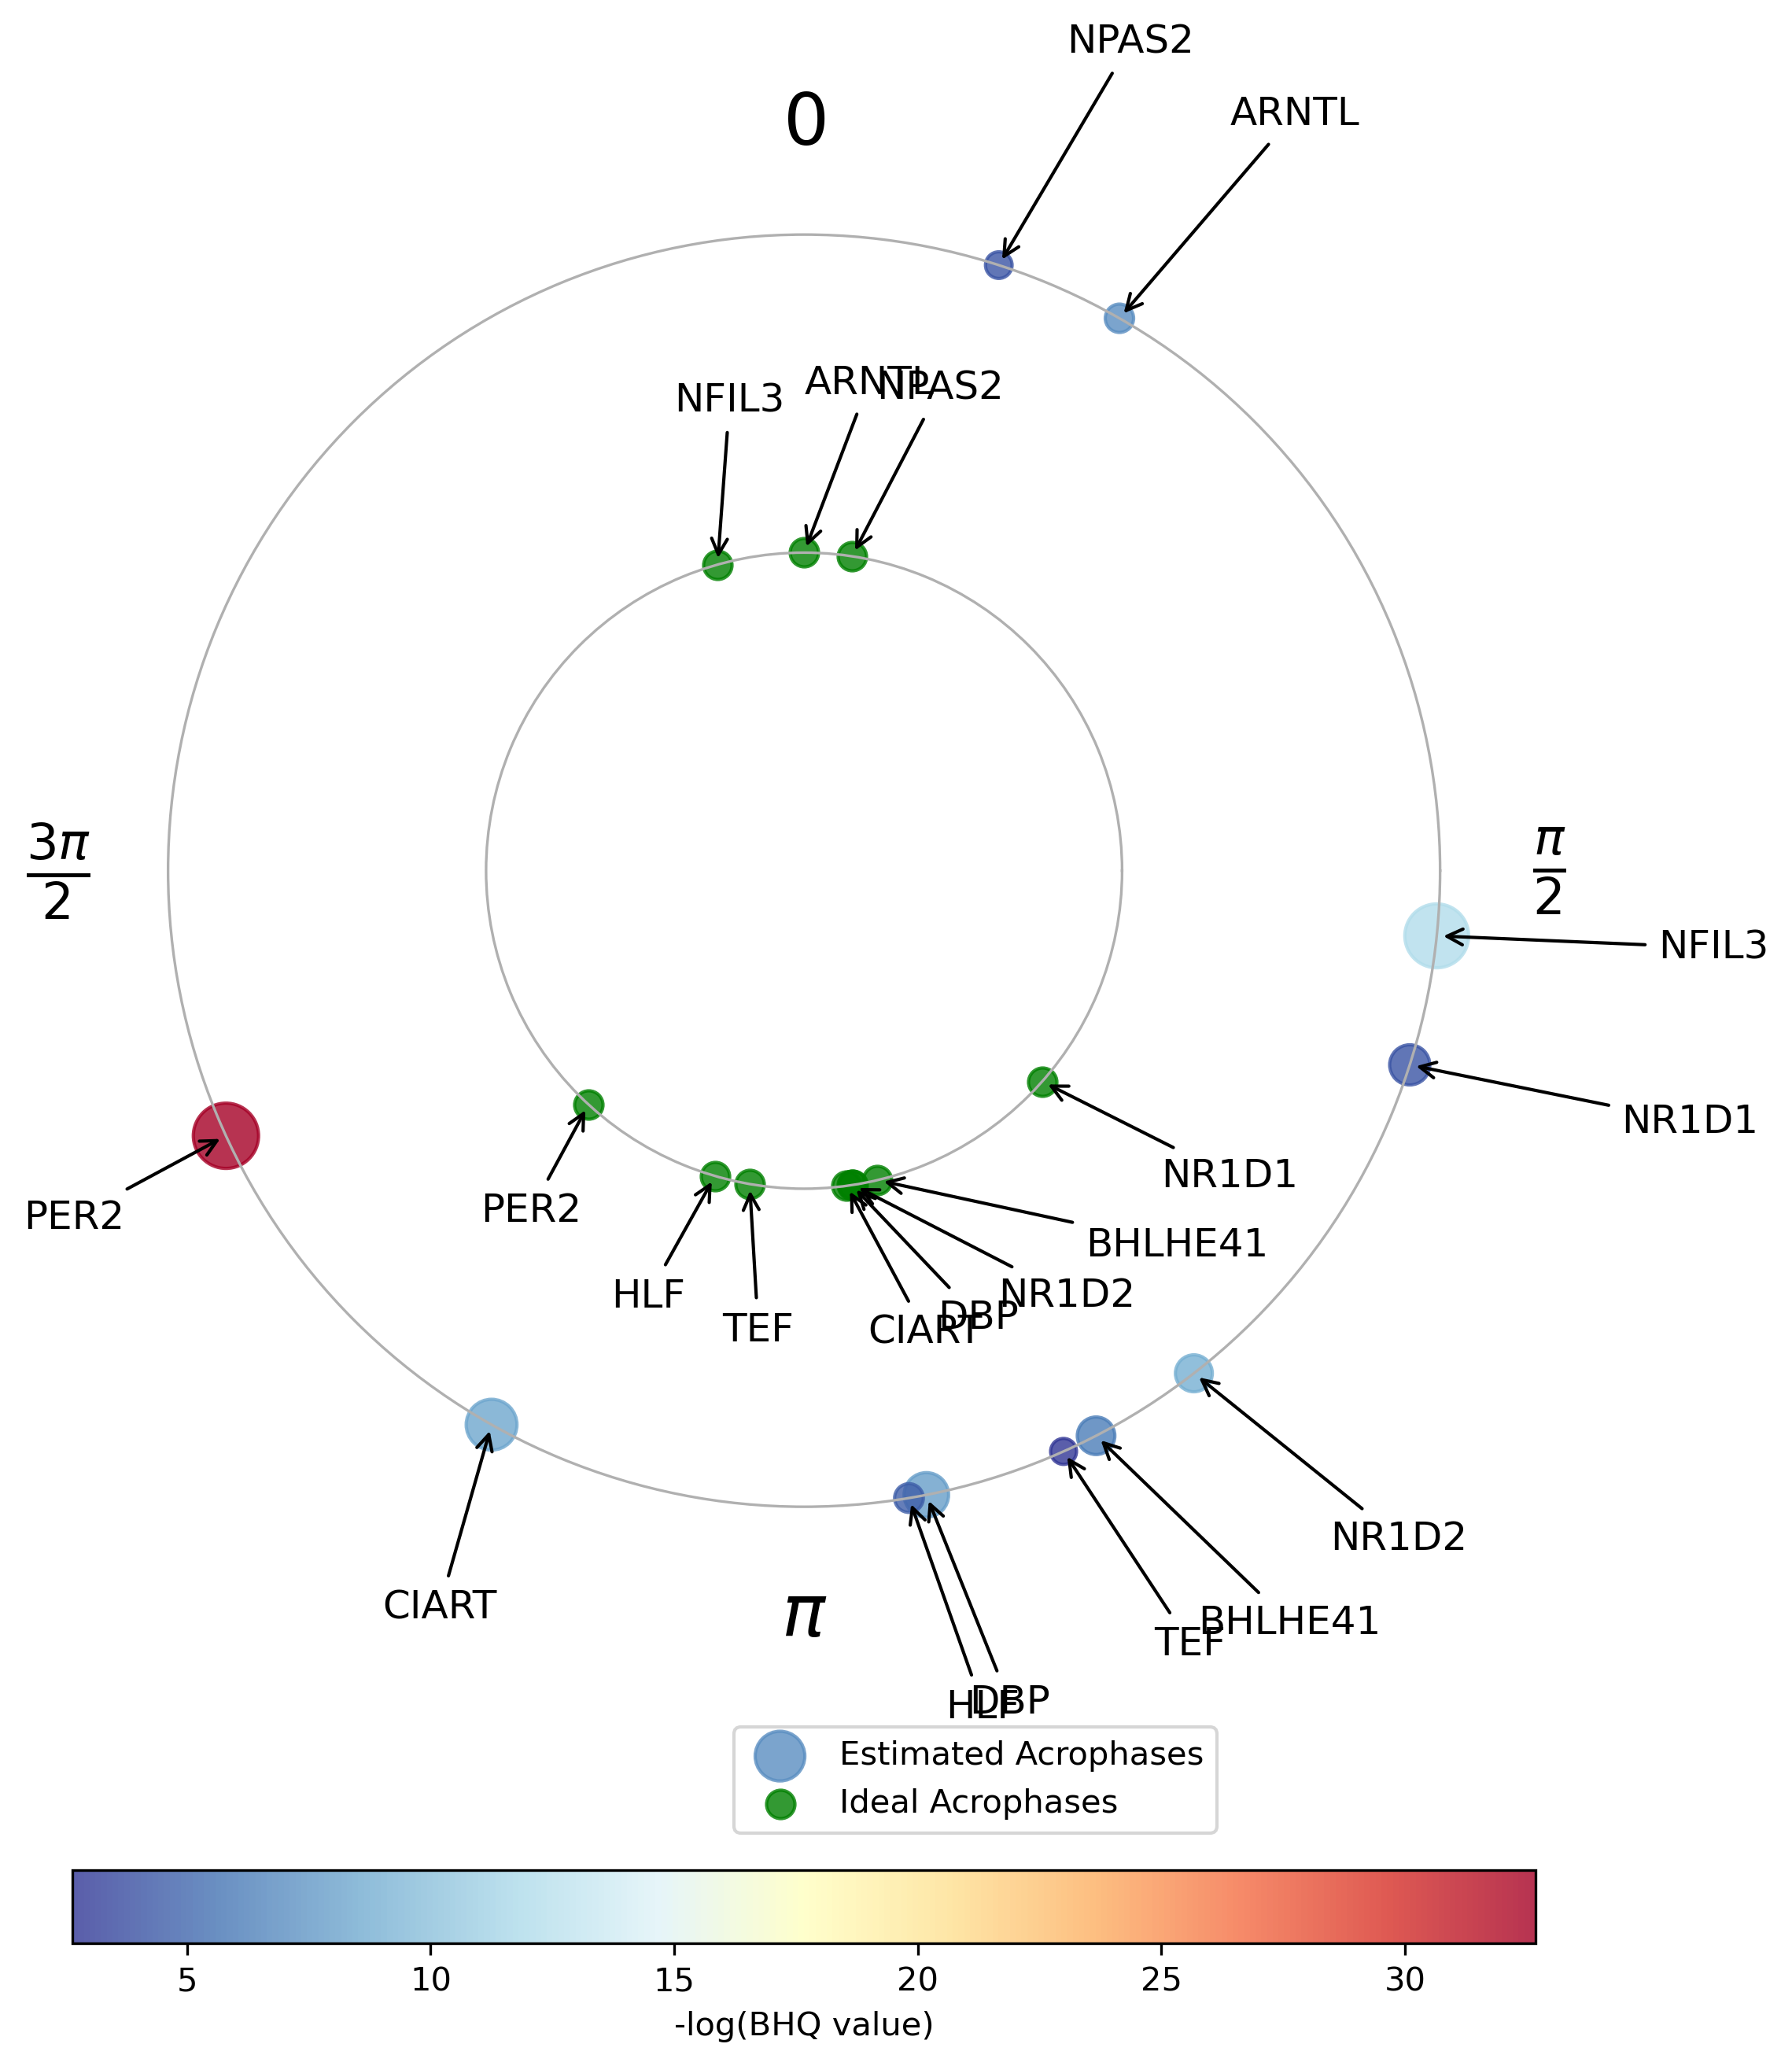 NPAS2
0
ARNTL
ARNTL
NPAS2
NFIL3
3π
2
π
2
NFIL3
NR1D1
NR1D1
PER2
PER2
BHLHE41
HLF
NR1D2
DBP
TEF
CIART
NR1D2
CIART
π
BHLHE41
TEF
DBP
HLF
Estimated Acrophases
Ideal Acrophases
5 10 15 20 25 30
-log(BHQ value)